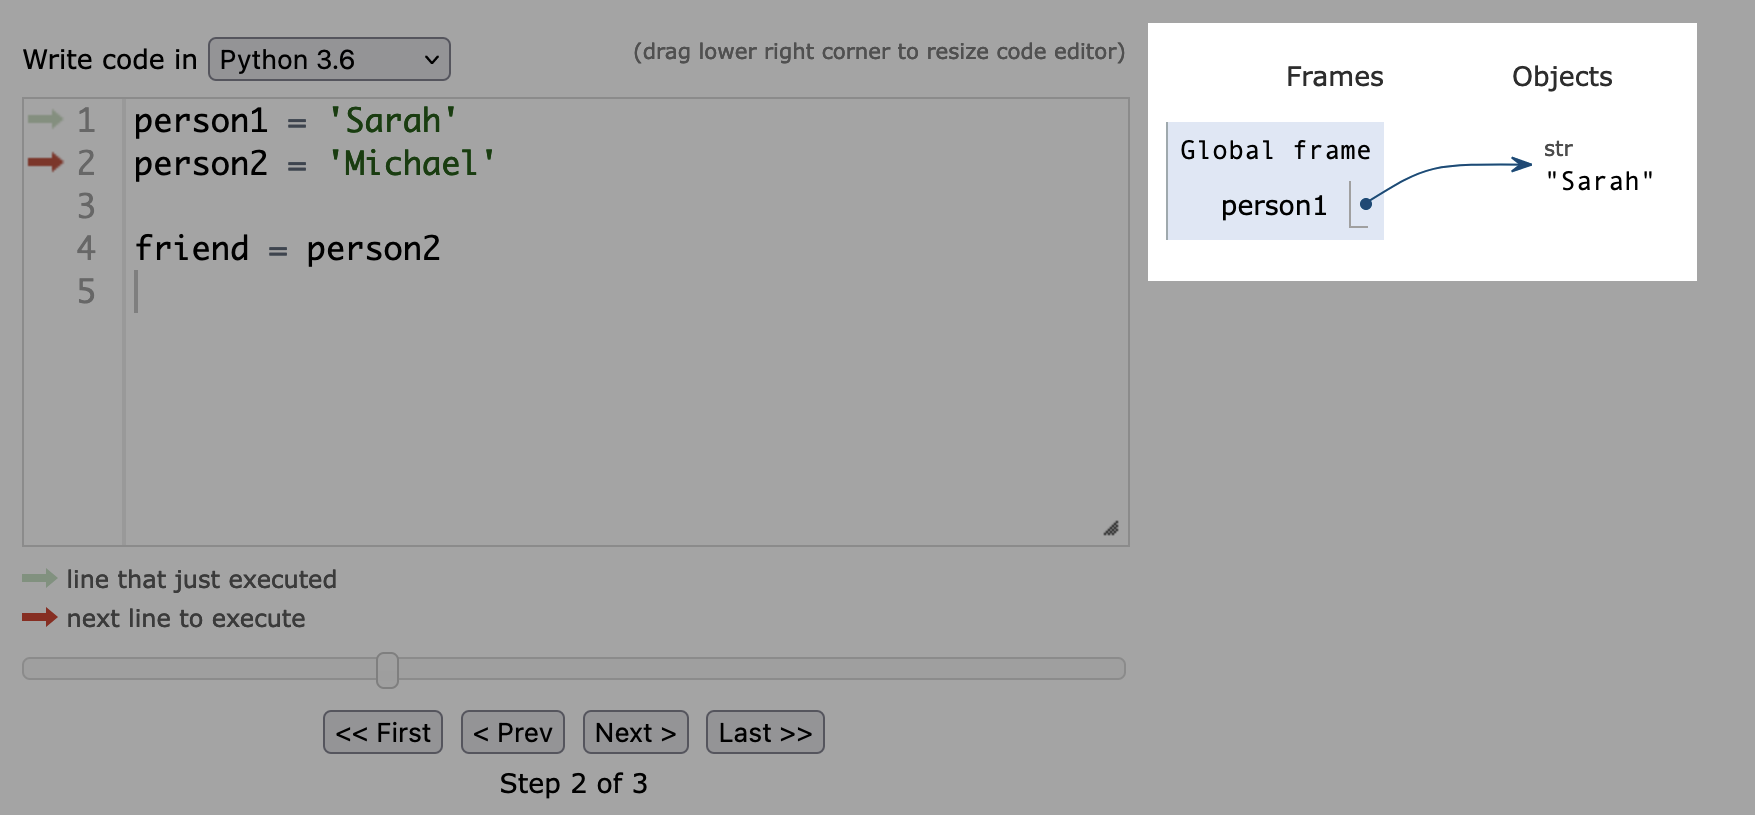 Write code in Python 3.6
(drag lower right corner to resize code editor)
1 person1 = 'Sarah'
2 person2 = 'Michael'
3
4 friend = person2
5
line that just executed
next line to execute
<< First < Prev Next > Last >>
Step 2 of 3
Frames Objects
Global frame
person1
str
"Sarah"